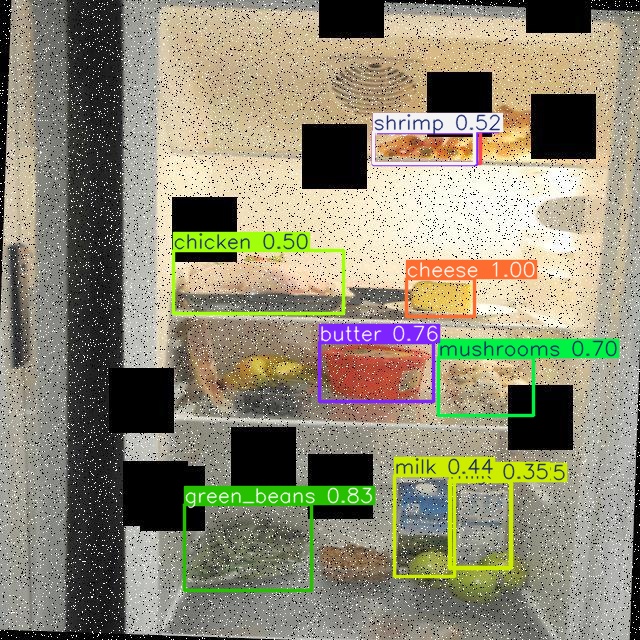 shrimp 0.52
chicken 0.50
cheese 1.00
butter 0.76
mushrooms 0.70
milk 0.44
0.35
green_beans 0.83